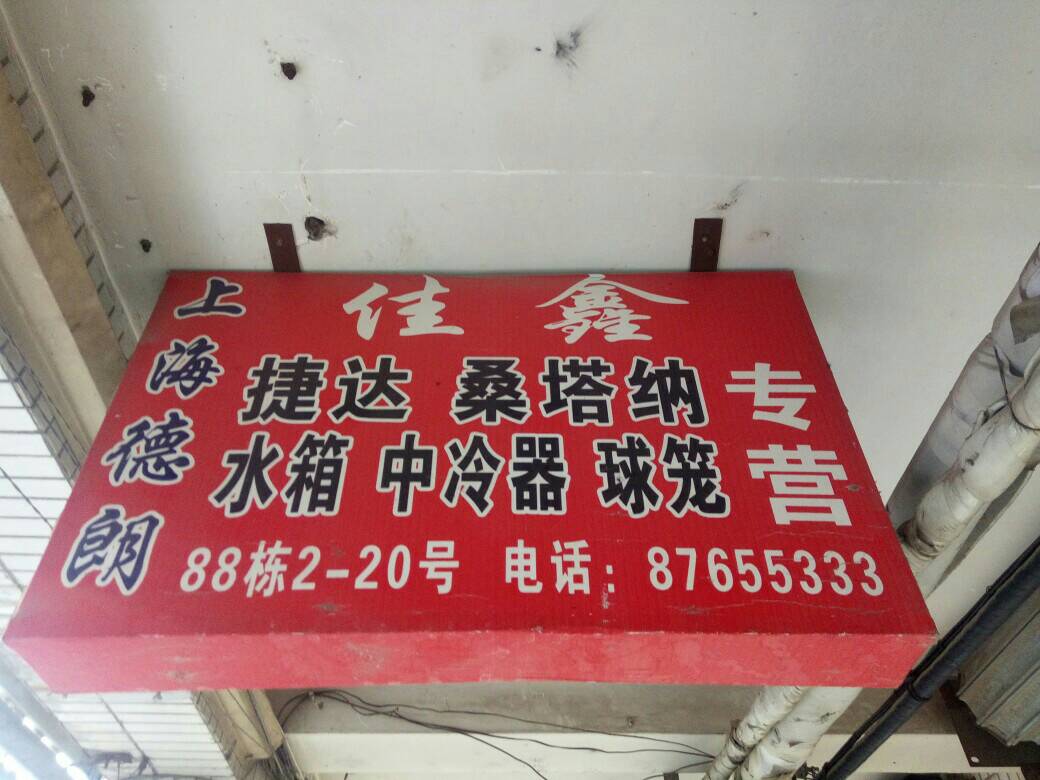 佳鑫
上海德朗
捷达 桑塔纳
水箱 中冷器 球笼
专营
88栋2-20号 电话：87655333